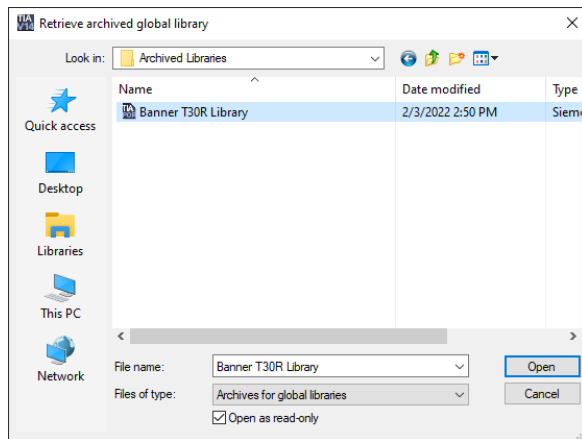 Retrieve archived global library
Look in: Archived Libraries
Name Date modified Type
Banner T30R Library 2/3/2022 2:50 PM Sieme
Quick access
Desktop
Libraries
This PC
Network
File name: Banner T30R Library Open
Files of type: Archives for global libraries Cancel
Open as read-only